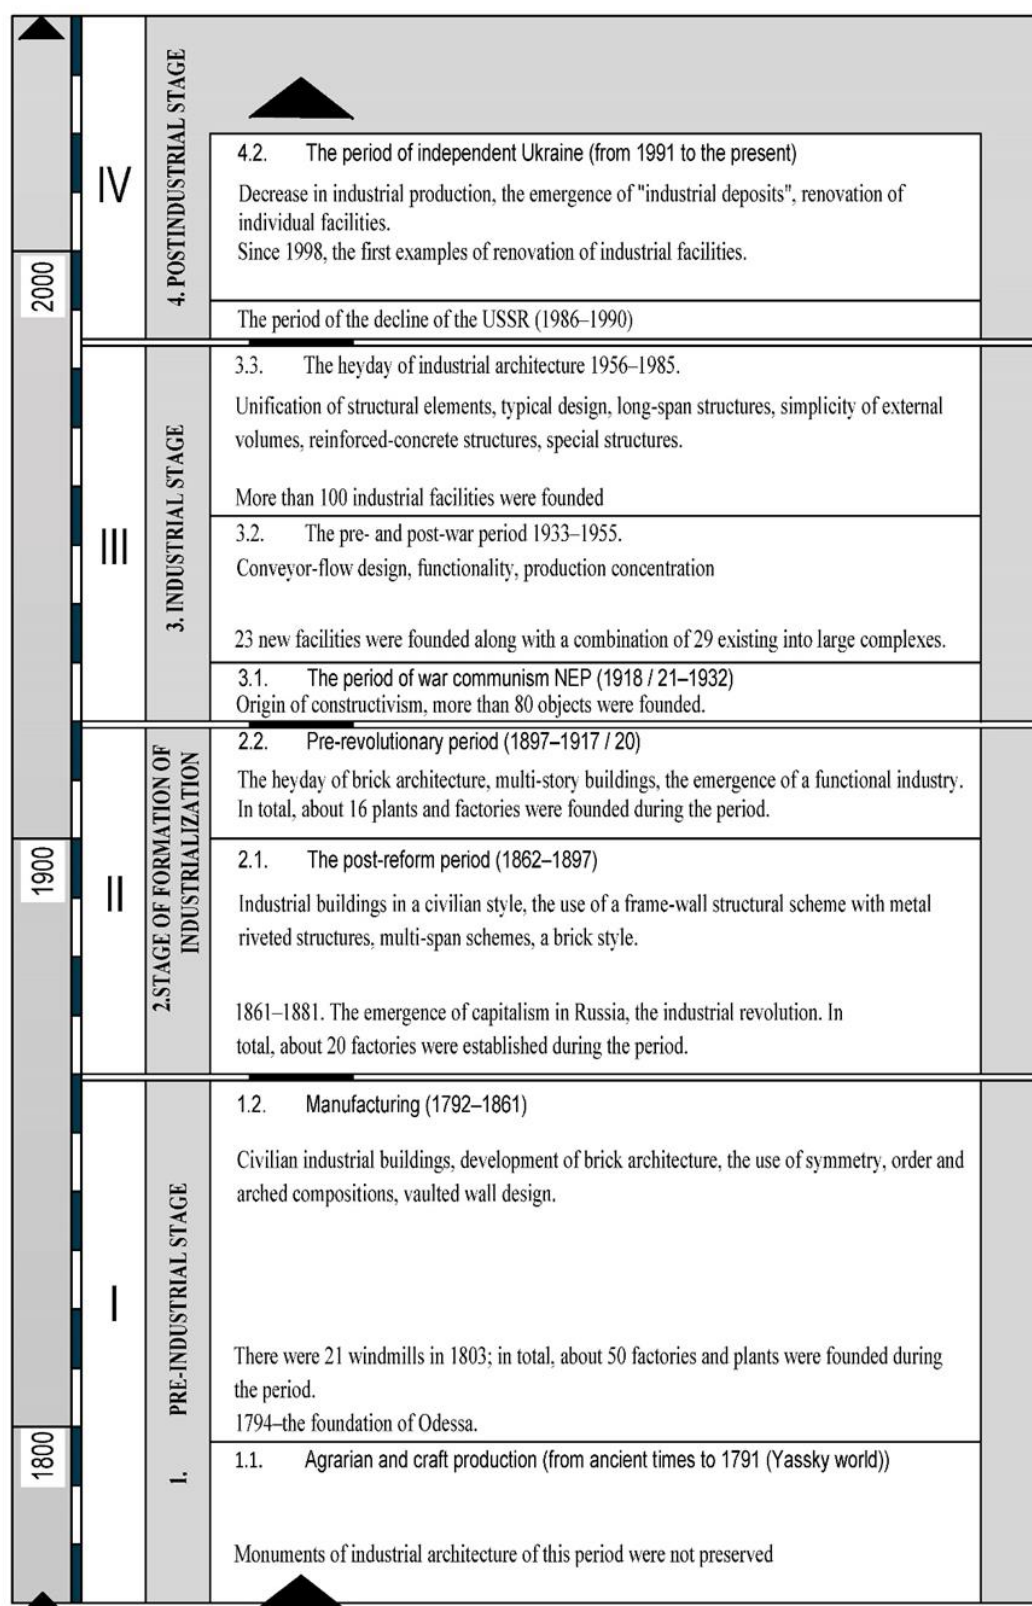 2000
1900
1800
IV
III
II
I
4. POSTINDUSTRIAL STAGE
3. INDUSTRIAL STAGE
2.STAGE OF FORMATION OF
INDUSTRIALIZATION
1. PRE-INDUSTRIAL STAGE
4.2. The period of independent Ukraine (from 1991 to the present)
Decrease in industrial production, the emergence of "industrial deposits", renovation of
individual facilities.
Since 1998, the first examples of renovation of industrial facilities.
The period of the decline of the USSR (1986–1990)
3.3. The heyday of industrial architecture 1956–1985.
Unification of structural elements, typical design, long-span structures, simplicity of external
volumes, reinforced-concrete structures, special structures.
More than 100 industrial facilities were founded
3.2. The pre- and post-war period 1933–1955.
Conveyor-flow design, functionality, production concentration
23 new facilities were founded along with a combination of 29 existing into large complexes.
3.1. The period of war communism NEP (1918 / 21–1932)
Origin of constructivism, more than 80 objects were founded.
2.2. Pre-revolutionary period (1897–1917 / 20)
The heyday of brick architecture, multi-story buildings, the emergence of a functional industry.
In total, about 16 plants and factories were founded during the period.
2.1. The post-reform period (1862–1897)
Industrial buildings in a civilian style, the use of a frame-wall structural scheme with metal
riveted structures, multi-span schemes, a brick style.
1861–1881. The emergence of capitalism in Russia, the industrial revolution. In
total, about 20 factories were established during the period.
1.2. Manufacturing (1792–1861)
Civilian industrial buildings, development of brick architecture, the use of symmetry, order and
arched compositions, vaulted wall design.
There were 21 windmills in 1803; in total, about 50 factories and plants were founded during
the period.
1794–the foundation of Odessa.
1.1. Agrarian and craft production (from ancient times to 1791 (Yassky world))
Monuments of industrial architecture of this period were not preserved